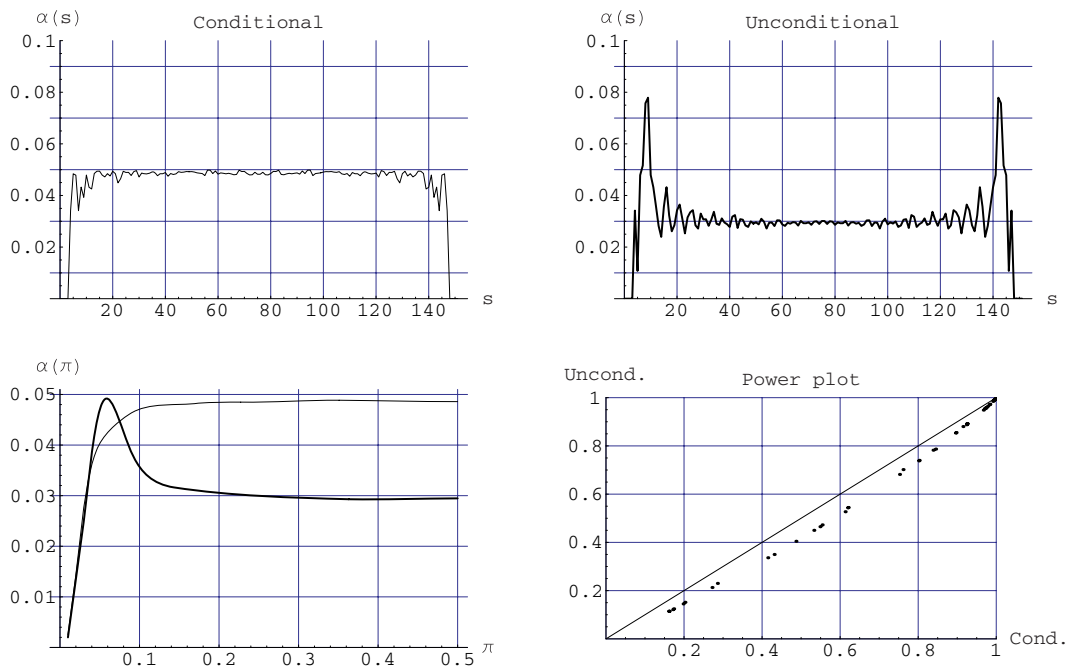 α(s) Conditional
0.1
0.08
0.06
0.04
0.02
20 40 60 80 100 120 140 s
α(s) Unconditional
0.1
0.08
0.06
0.04
0.02
20 40 60 80 100 120 140 s
α(π)
0.05
0.04
0.03
0.02
0.01
0.1 0.2 0.3 0.4 0.5 π
Uncond. Power plot
1
0.8
0.6
0.4
0.2
0.2 0.4 0.6 0.8 1 Cond.